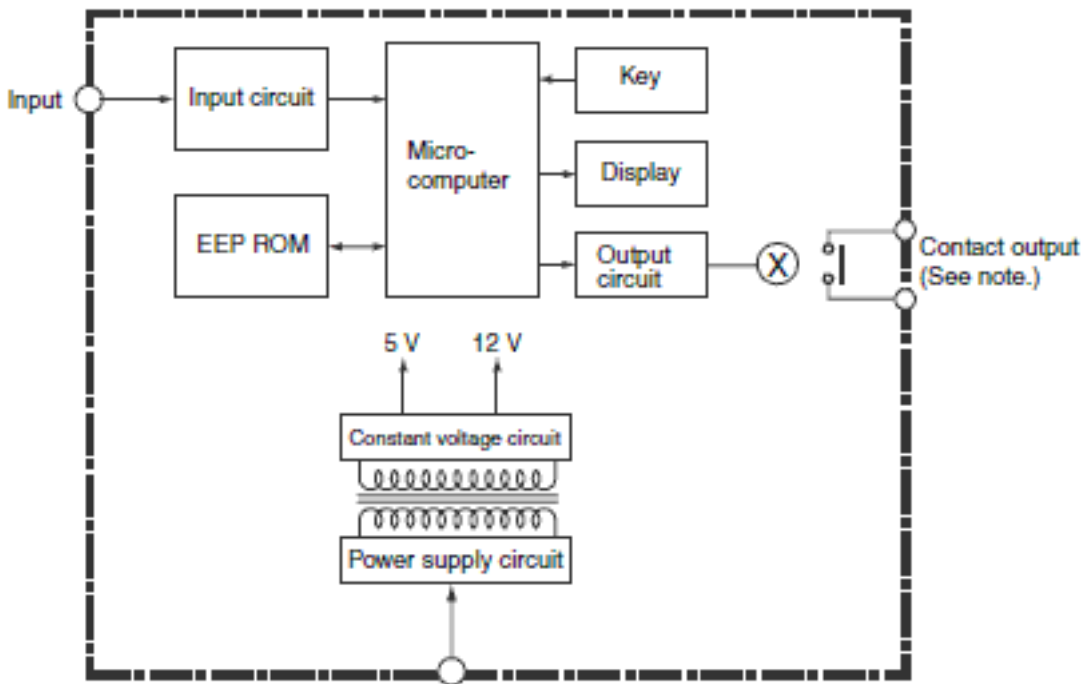 Input
Input circuit
Key
Micro-
computer
Display
EEP ROM
Output
circuit
X
Contact output
(See note.)
5 V
12 V
Constant voltage circuit
Power supply circuit